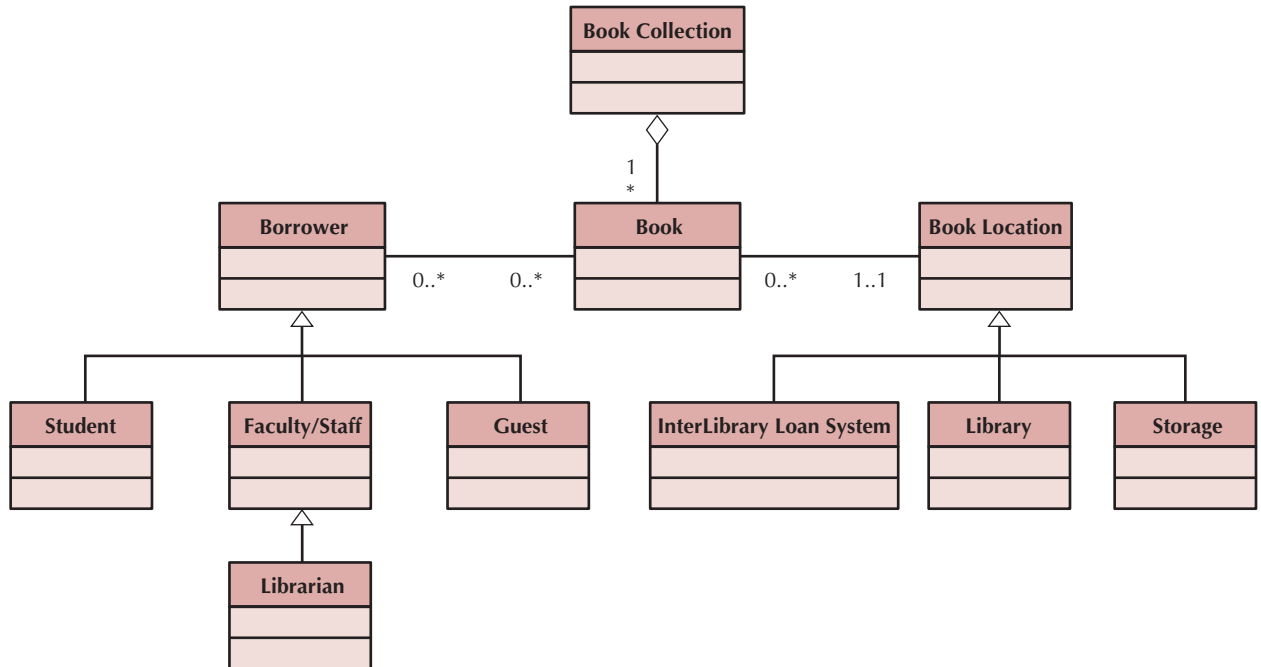 Book Collection
1
*
Borrower
Book
Book Location
0..*
0..*
0..*
1..1
Student
Faculty/Staff
Guest
InterLibrary Loan System
Library
Storage
Librarian